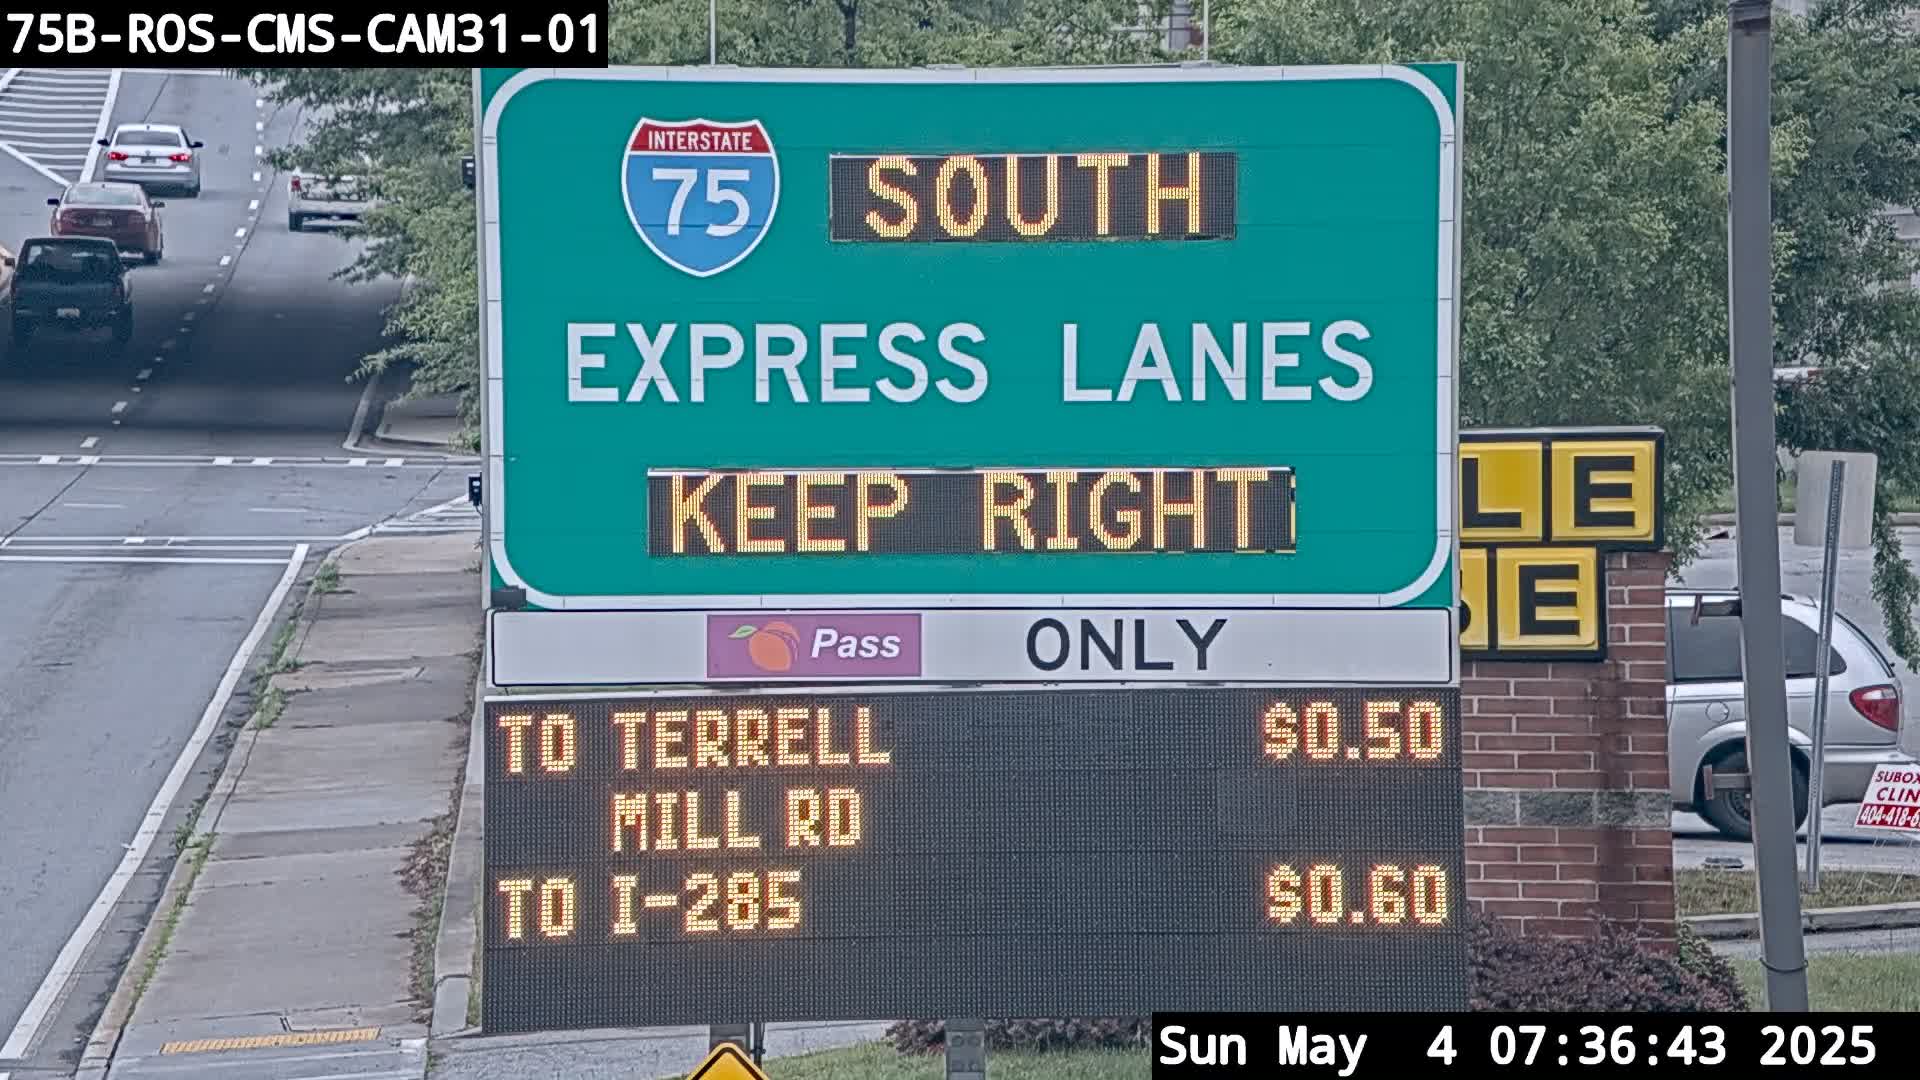 75B-ROS-CMS-CAM31-01
INTERSTATE
75
SOUTH
EXPRESS LANES
KEEP RIGHT
Pass ONLY
TO TERRELL $0.50
MILL RD
TO I-285 $0.60
LE
E
Sun May 4 07:36:43 2025